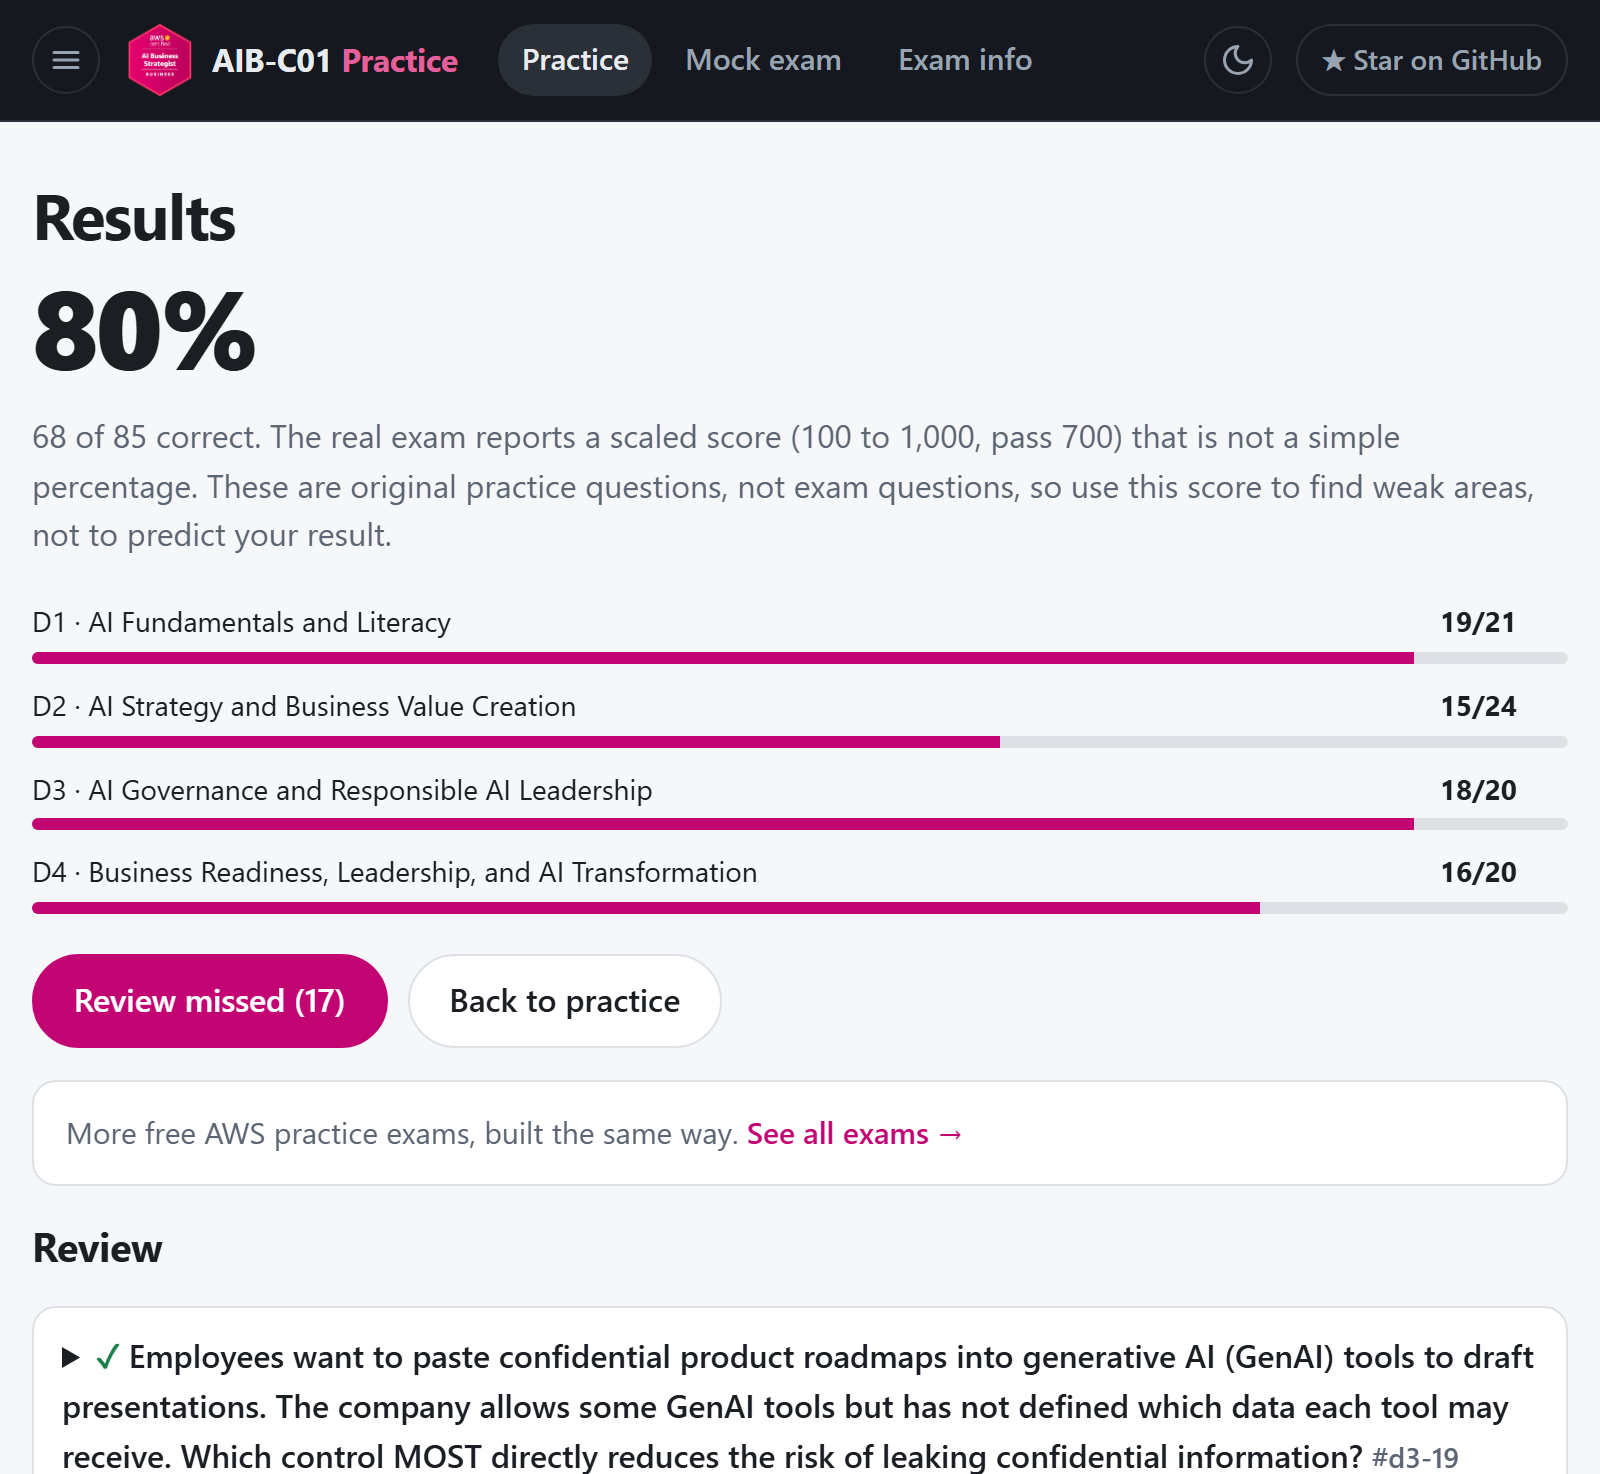 aws
certified
AI Business
Strategist
BUSINESS
AIB-C01 Practice
Practice
Mock exam
Exam info
★ Star on GitHub
Results
80%
68 of 85 correct. The real exam reports a scaled score (100 to 1,000, pass 700) that is not a simple
percentage. These are original practice questions, not exam questions, so use this score to find weak areas,
not to predict your result.
D1 · AI Fundamentals and Literacy 19/21
D2 · AI Strategy and Business Value Creation 15/24
D3 · AI Governance and Responsible AI Leadership 18/20
D4 · Business Readiness, Leadership, and AI Transformation 16/20
Review missed (17)
Back to practice
More free AWS practice exams, built the same way. See all exams →
Review
▶ ✓ Employees want to paste confidential product roadmaps into generative AI (GenAI) tools to draft
presentations. The company allows some GenAI tools but has not defined which data each tool may
receive. Which control MOST directly reduces the risk of leaking confidential information? #d3-19